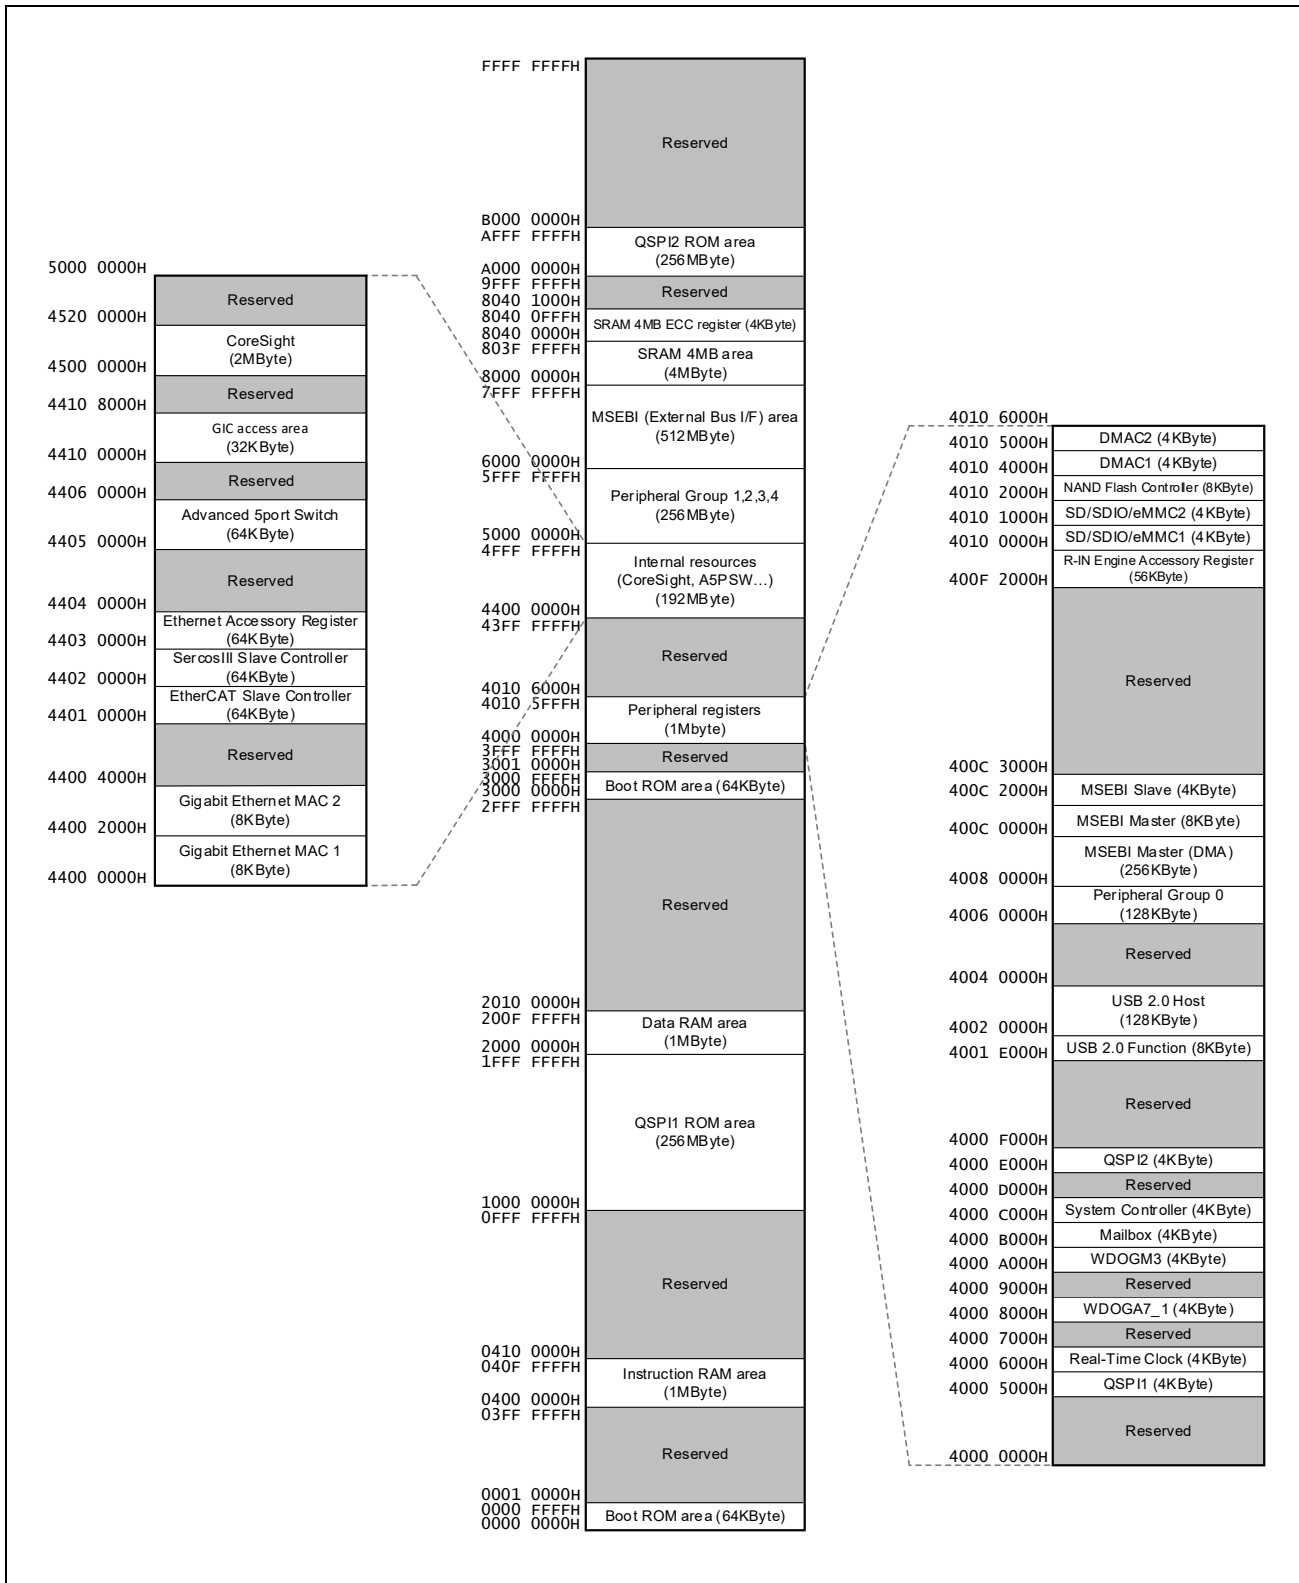 5000 0000H
Reserved
4520 0000H
CoreSight
(2MByte)
4500 0000H
Reserved
4410 8000H
GIC access area
(32KByte)
4410 0000H
Reserved
4406 0000H
Advanced 5port Switch
(64KByte)
4405 0000H
Reserved
4404 0000H
Ethernet Accessory Register
(64KByte)
4403 0000H
SercosIII Slave Controller
(64KByte)
4402 0000H
EtherCAT Slave Controller
(64KByte)
4401 0000H
Reserved
4400 4000H
Gigabit Ethernet MAC 2
(8KByte)
4400 2000H
Gigabit Ethernet MAC 1
(8KByte)
4400 0000H
FFFF FFFFH
Reserved
B000 0000H
AFFF FFFFH
QSPI2 ROM area
(256MByte)
A000 0000H
9FFF FFFFH
Reserved
8040 1000H
8040 0FFFH
SRAM 4MB ECC register (4KByte)
8040 0000H
803F FFFFH
SRAM 4MB area
(4MByte)
8000 0000H
7FFF FFFFH
MSEBI (External Bus I/F) area
(512MByte)
6000 0000H
5FFF FFFFH
Peripheral Group 1,2,3,4
(256MByte)
5000 0000H
4FFF FFFFH
Internal resources
(CoreSight, A5PSW...)
(192MByte)
4400 0000H
43FF FFFFH
Reserved
4010 6000H
4010 5FFFH
Peripheral registers
(1Mbyte)
4000 0000H
3FFF FFFFH
Reserved
3001 0000H
3000 FFFFH
Boot ROM area (64KByte)
3000 0000H
2FFF FFFFH
Reserved
2010 0000H
200F FFFFH
Data RAM area
(1MByte)
2000 0000H
1FFF FFFFH
QSPI1 ROM area
(256MByte)
1000 0000H
0FFF FFFFH
Reserved
0410 0000H
040F FFFFH
Instruction RAM area
(1MByte)
0400 0000H
03FF FFFFH
Reserved
0001 0000H
0000 FFFFH
Boot ROM area (64KByte)
0000 0000H
4010 6000H
DMAC2 (4KByte)
4010 5000H
DMAC1 (4KByte)
4010 4000H
NAND Flash Controller (8KByte)
4010 2000H
SD/SDIO/eMMC2 (4KByte)
4010 1000H
SD/SDIO/eMMC1 (4KByte)
4010 0000H
R-IN Engine Accessory Register
(56KByte)
400F 2000H
Reserved
400C 3000H
MSEBI Slave (4KByte)
400C 2000H
MSEBI Master (8KByte)
400C 0000H
MSEBI Master (DMA)
(256KByte)
4008 0000H
Peripheral Group 0
(128KByte)
4006 0000H
Reserved
4004 0000H
USB 2.0 Host
(128KByte)
4002 0000H
USB 2.0 Function (8KByte)
4001 E000H
Reserved
4000 F000H
QSPI2 (4KByte)
4000 E000H
Reserved
4000 D000H
System Controller (4KByte)
4000 C000H
Mailbox (4KByte)
4000 B000H
WDOGM3 (4KByte)
4000 A000H
Reserved
4000 9000H
WDOGA7_1 (4KByte)
4000 8000H
Reserved
4000 7000H
Real-Time Clock (4KByte)
4000 6000H
QSPI1 (4KByte)
4000 5000H
Reserved
4000 0000H